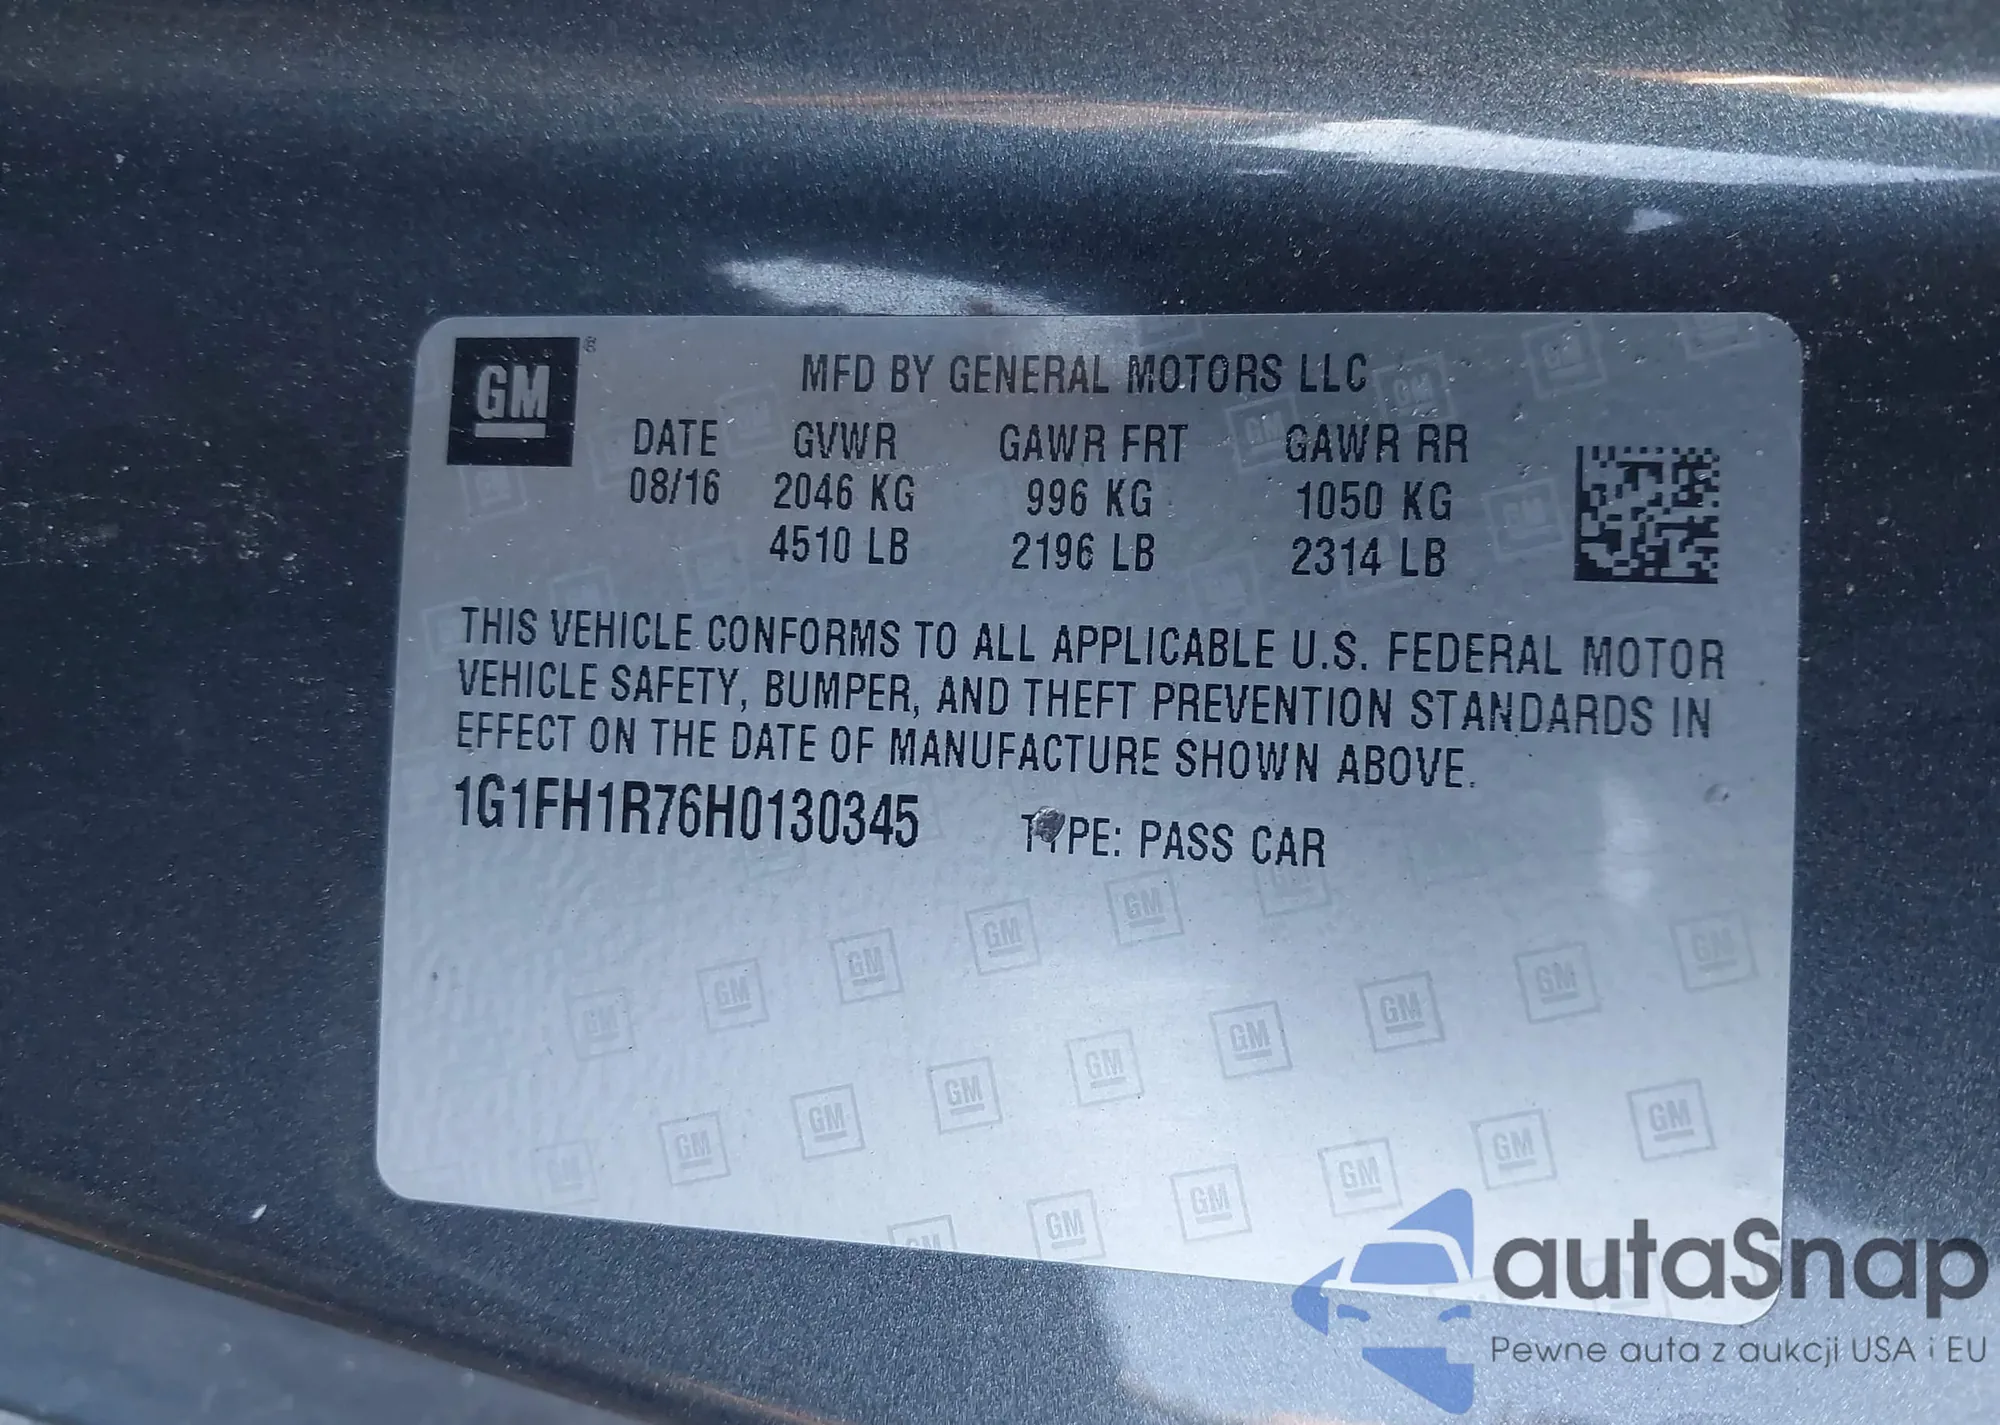 GM
MFD BY GENERAL MOTORS LLC
DATE GVWR GAWR FRT GAWR RR
08/16 2046 KG 996 KG 1050 KG
4510 LB 2196 LB 2314 LB
THIS VEHICLE CONFORMS TO ALL APPLICABLE U.S. FEDERAL MOTOR
VEHICLE SAFETY, BUMPER, AND THEFT PREVENTION STANDARDS IN
EFFECT ON THE DATE OF MANUFACTURE SHOWN ABOVE.
1G1FH1R76H0130345 TYPE: PASS CAR
autaSnap
Pewne auta z aukcji USA i EU